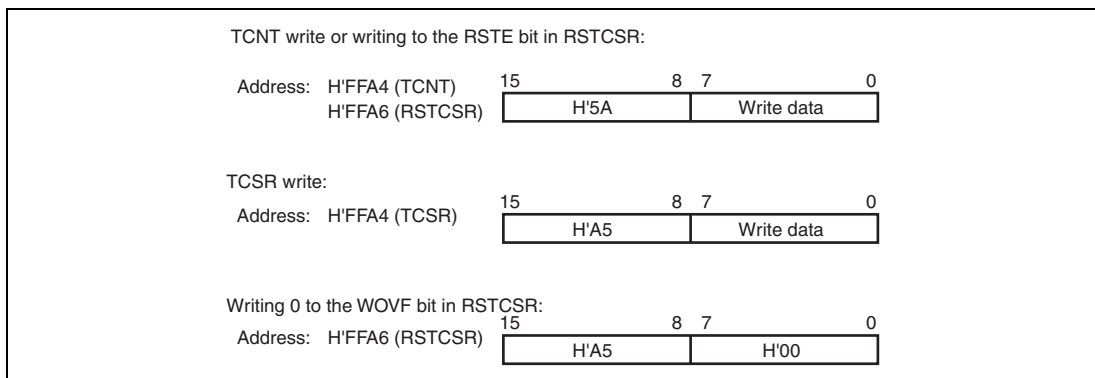 TCNT write or writing to the RSTE bit in RSTCSR:
15 8 7 0
Address: H'FFA4 (TCNT)
H'FFA6 (RSTCSR) H'5A Write data
TCSR write:
15 8 7 0
Address: H'FFA4 (TCSR) H'A5 Write data
Writing 0 to the WOVF bit in RSTCSR:
15 8 7 0
Address: H'FFA6 (RSTCSR) H'A5 H'00